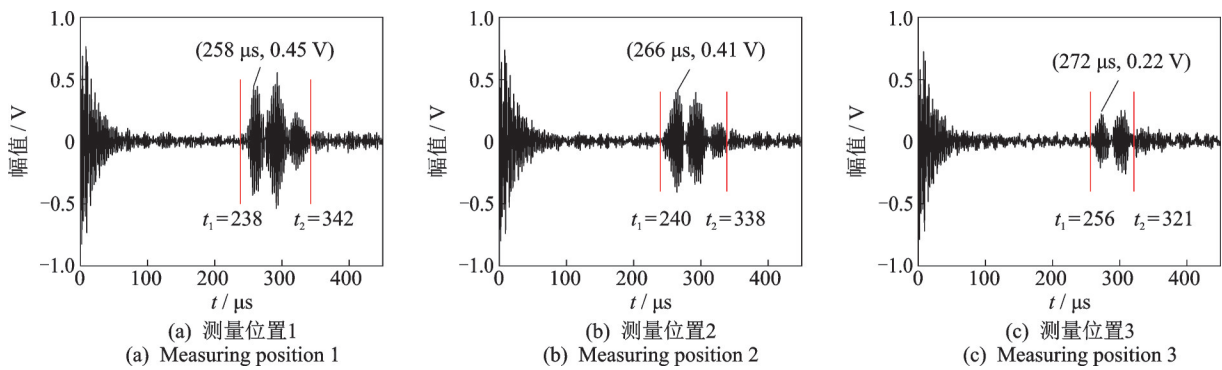 1.0
0.5
0
−0.5
−1.0
幅值 / V
(258 μs, 0.45 V)
t₁=238
t₂=342
0 100 200 300 400
t / μs
(a) 测量位置1
(a) Measuring position 1
1.0
0.5
0
−0.5
−1.0
幅值 / V
(266 μs, 0.41 V)
t₁=240
t₂=338
0 100 200 300 400
t / μs
(b) 测量位置2
(b) Measuring position 2
1.0
0.5
0
−0.5
−1.0
幅值 / V
(272 μs, 0.22 V)
t₁=256
t₂=321
0 100 200 300 400
t / μs
(c) 测量位置3
(c) Measuring position 3